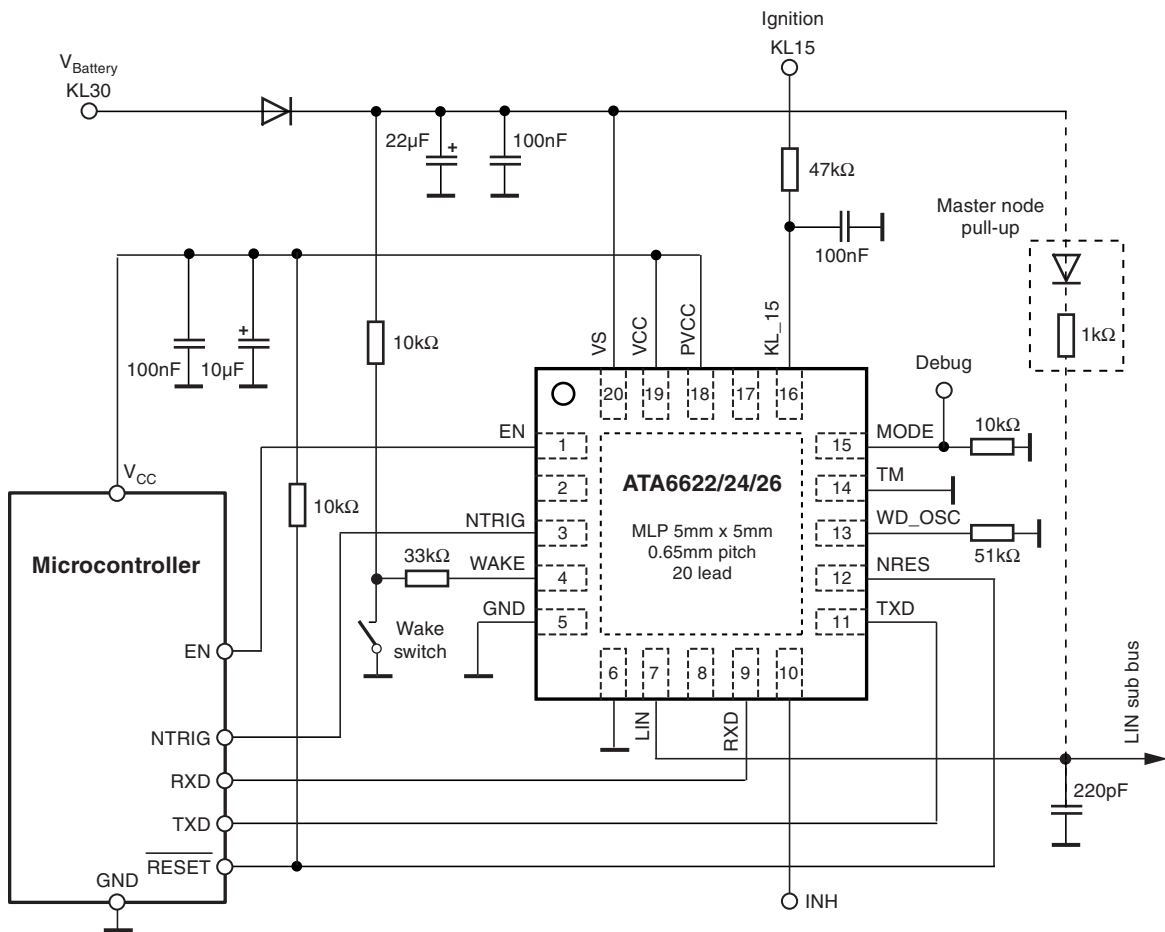 Ignition
KL15
V_Battery
KL30
22µF
+
100nF
47kΩ
Master node
pull-up
100nF
10kΩ
VS
VCC
PVCC
KL_15
1kΩ
100nF
+
10µF
Debug
20
19
18
17
16
EN
1
15
MODE
10kΩ
ATA6622/24/26
2
14
TM
VCC
10kΩ
NTRIG
3
MLP 5mm x 5mm
0.65mm pitch
20 lead
13
WD_OSC
51kΩ
Microcontroller
33kΩ
WAKE
4
12
NRES
GND
5
11
TXD
Wake
switch
EN
6
7
8
9
10
LIN
RXD
LIN sub bus
NTRIG
RXD
220pF
TXD
RESET
GND
INH